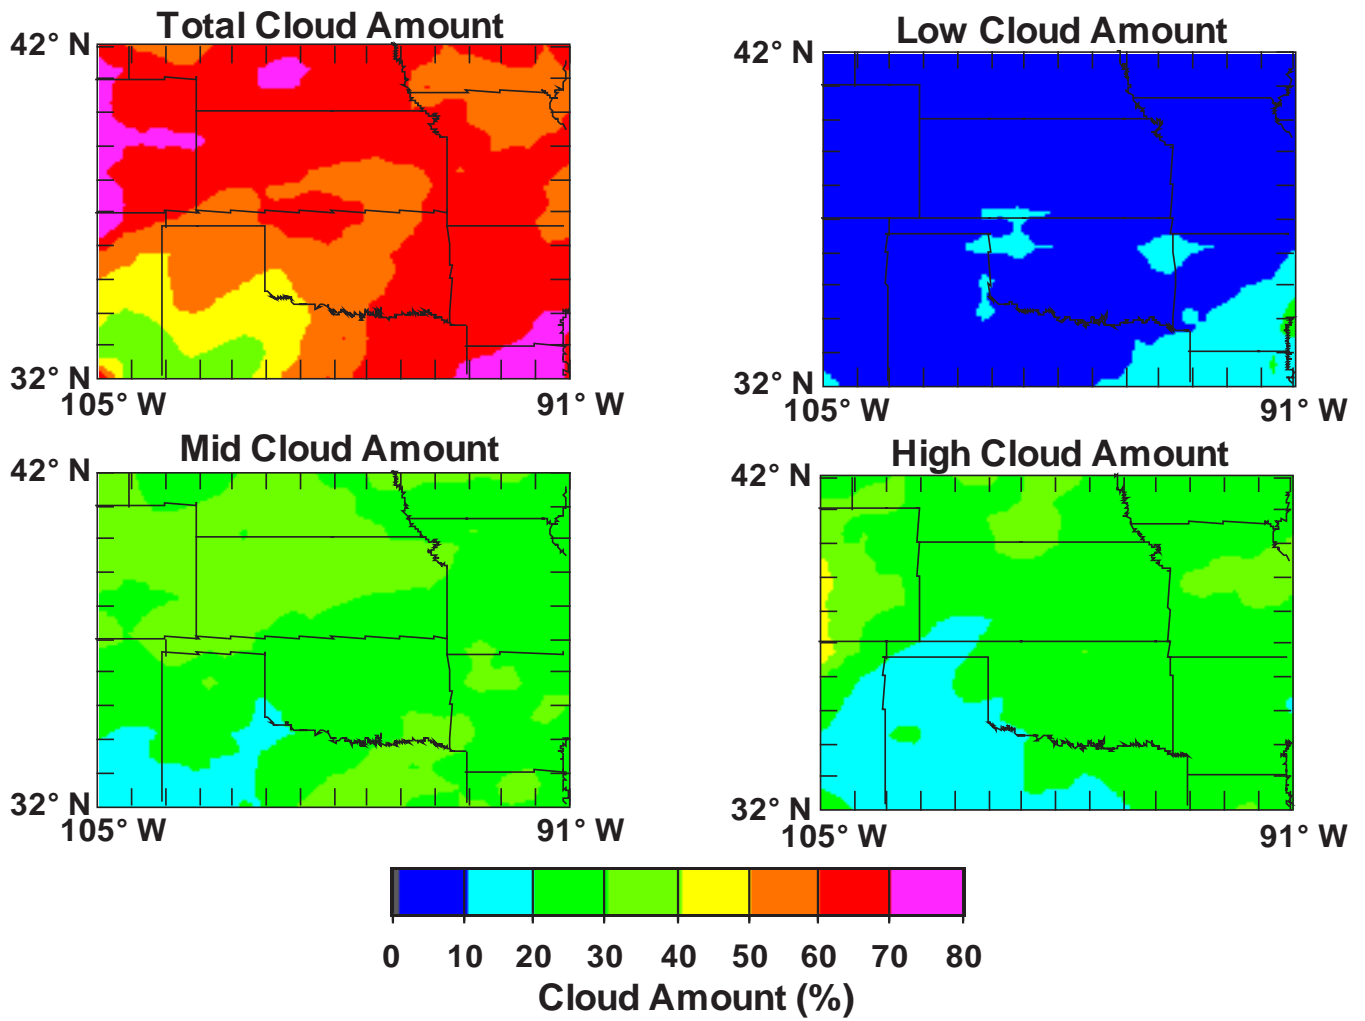 Total Cloud Amount
42° N
32° N
105° W
91° W
Low Cloud Amount
42° N
32° N
105° W
91° W
Mid Cloud Amount
42° N
32° N
105° W
91° W
High Cloud Amount
42° N
32° N
105° W
91° W
0 10 20 30 40 50 60 70 80
Cloud Amount (%)